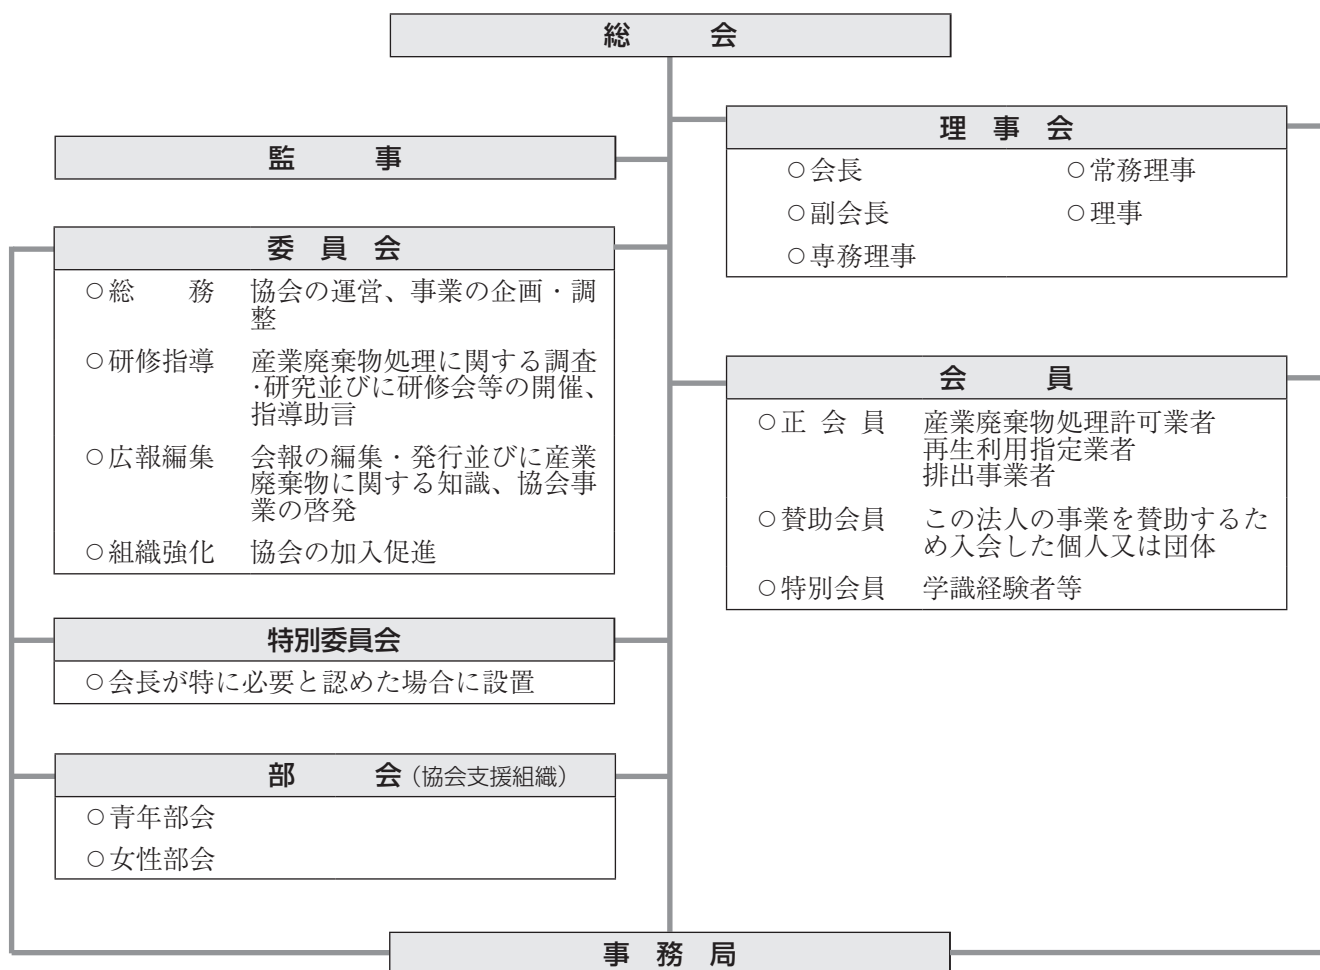 総　会
理 事 会
○会長　○常務理事
○副会長　○理事
○専務理事
監　事
委 員 会
○総　務　協会の運営、事業の企画・調
整
○研修指導　産業廃棄物処理に関する調査
・研究並びに研修会等の開催、
指導助言
○広報編集　会報の編集・発行並びに産業
廃棄物に関する知識、協会事
業の啓発
○組織強化　協会の加入促進
会　員
○正 会 員　産業廃棄物処理許可業者
再生利用指定業者
排出事業者
○賛助会員　この法人の事業を賛助するた
め入会した個人又は団体
○特別会員　学識経験者等
特別委員会
○会長が特に必要と認めた場合に設置
部　会（協会支援組織）
○青年部会
○女性部会
事 務 局